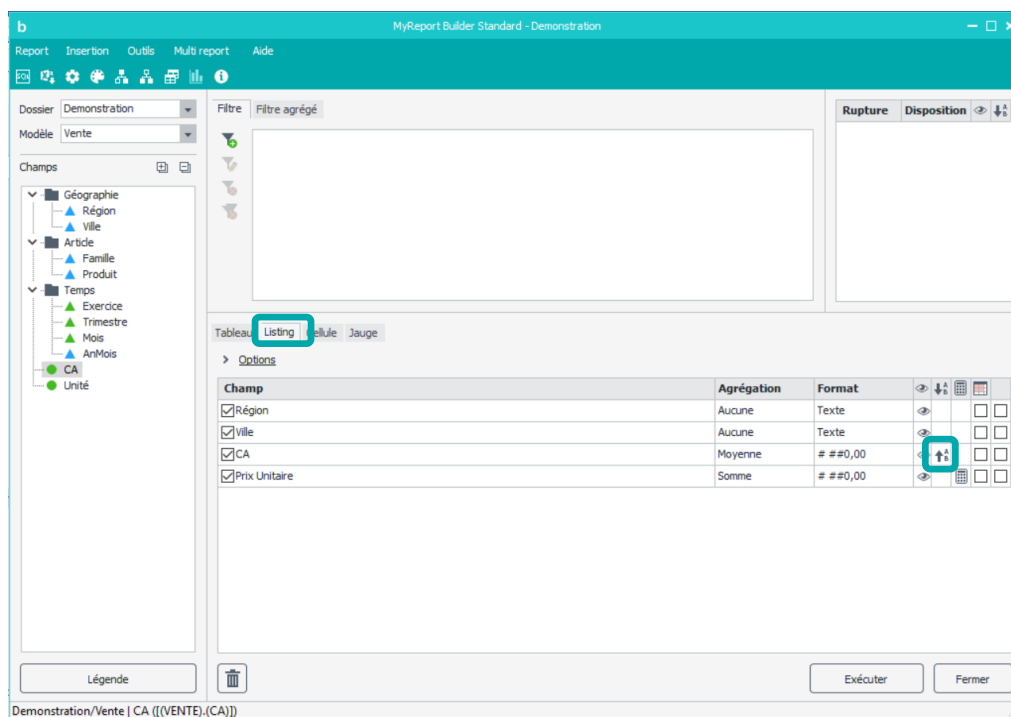 b MyReport Builder Standard - Demonstration
Report Insertion Outils Multi report Aide
SQL
Dossier Demonstration
Modèle Vente
Champs
Géographie
Région
Ville
Article
Famille
Produit
Temps
Exercice
Trimestre
Mois
AnMois
CA
Unité
Légende
Filtre Filtre agrégé
Rupture Disposition
Tableau Listing Cellule Jauge
Options
Champ Agrégation Format
Région Aucune Texte
Ville Aucune Texte
CA Moyenne # ##0,00
Prix Unitaire Somme # ##0,00
Exécuter Fermer
Demonstration/Vente | CA ([(VENTE).(CA)])